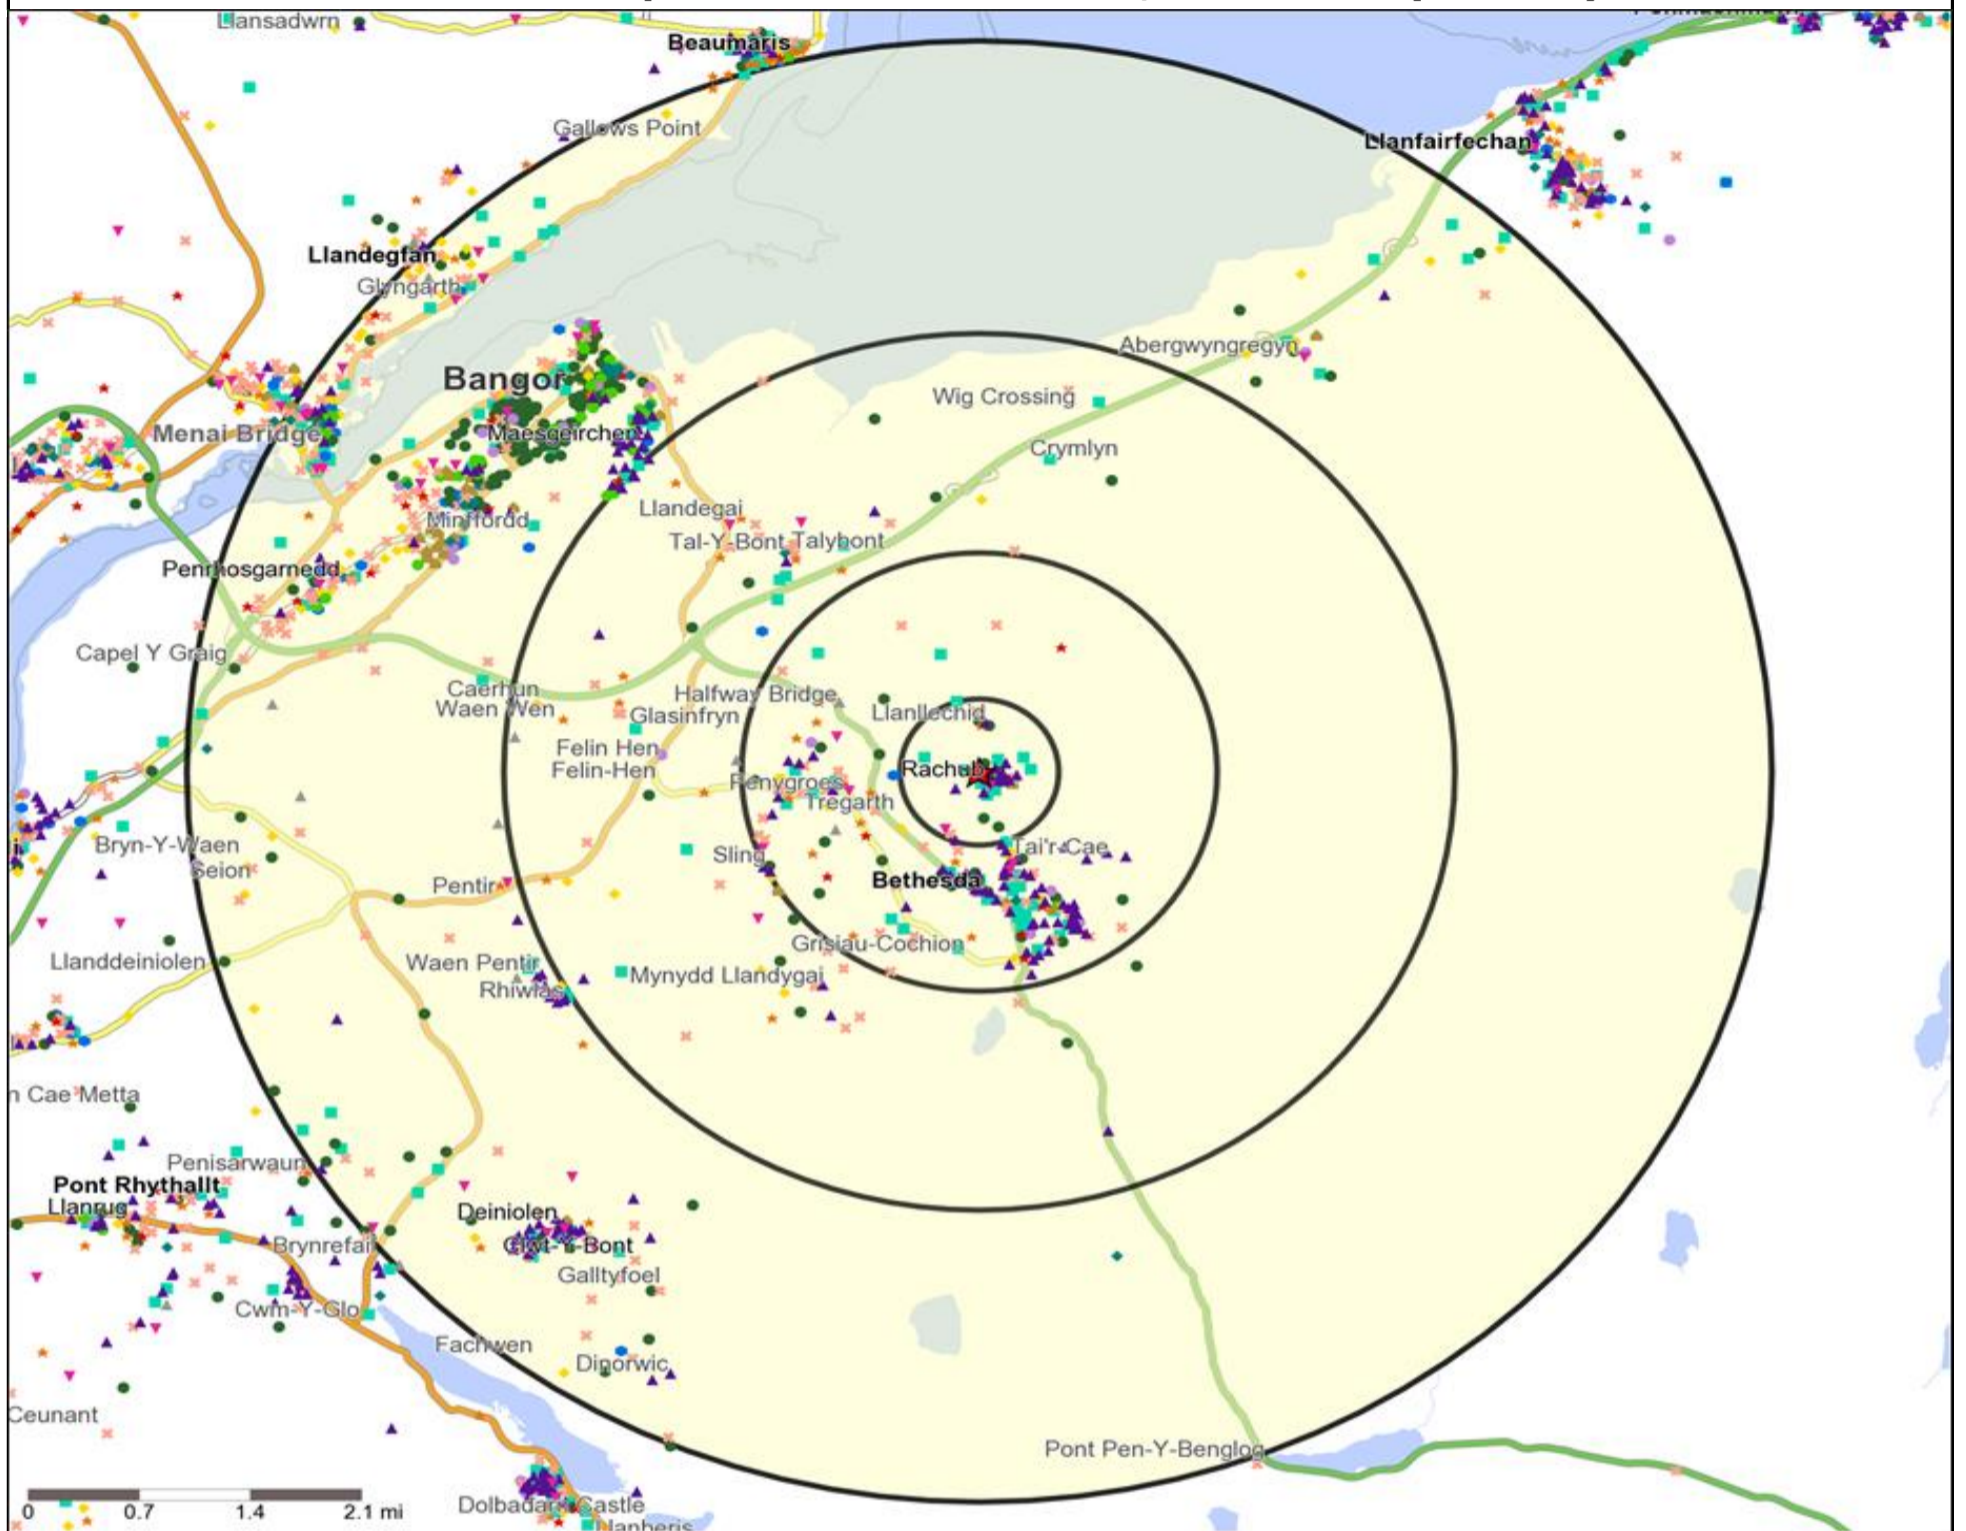 Llansadwrn
Beaumaris
Gallows Point
Llanfairfechan
Llandegfan
Glyngarth
Abergwyngregyn
Bangor
Wig Crossing
Menai Bridge
Maesgeirchen
Crymlyn
Llandegai
Minffordd
Tal-Y-Bont Talybont
Penrhosgarnedd
Capel Y Graig
Caerhun
Halfway Bridge
Waen Wen
Glasinfryn
Llanllechid
Felin Hen
Felin-Hen
Rachub
Penygroes
Tregarth
Bryn-Y-Waen
Sling
Tai'r-Cae
Seion
Pentir
Bethesda
Grisiau-Cochion
Llanddeiniolen
Waen Pentir
Mynydd Llandygai
Rhiwlas
n Cae Metta
Penisarwaun
Pont Rhythallt
Llanrug
Deiniolen
Brynrefail
Clwt-Y-Bont
Galltyfoel
Cwm-Y-Glo
Fachwen
Dinorwic
Ceunant
Pont Pen-Y-Benglog
0 0.7 1.4 2.1 mi
Dolbadarn Castle
Llanberis